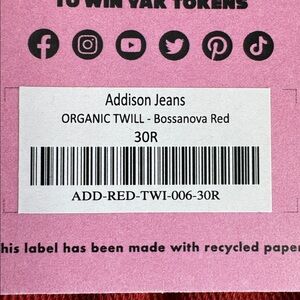 TO WIN YAK TOKENS
Addison Jeans
ORGANIC TWILL - Bossanova Red
30R
ADD-RED-TWI-006-30R
his label has been made with recycled paper